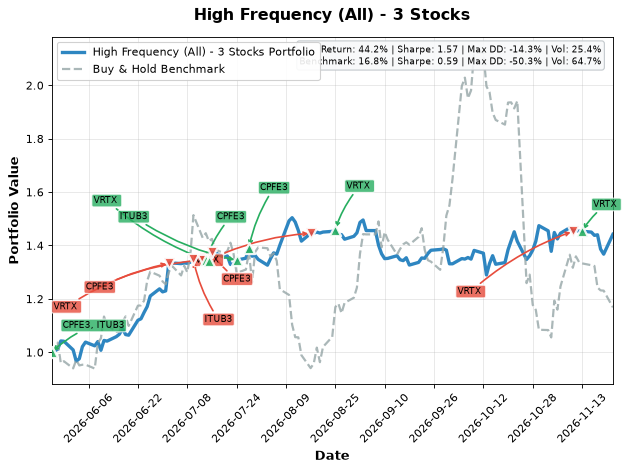 High Frequency (All) - 3 Stocks
High Frequency (All) - 3 Stocks Portfolio
Buy & Hold Benchmark
Return: 44.2% | Sharpe: 1.57 | Max DD: -14.3% | Vol: 25.4%
Benchmark: 16.8% | Sharpe: 0.59 | Max DD: -50.3% | Vol: 64.7%
Portfolio Value
2.0
1.8
1.6
1.4
1.2
1.0
VRTX
ITUB3
CPFE3
CPFE3
VRTX
VRTX
CPFE3
CPFE3
VRTX
VRTX
ITUB3
CPFE3, ITUB3
2026-06-06
2026-06-22
2026-07-08
2026-07-24
2026-08-09
2026-08-25
2026-09-10
2026-09-26
2026-10-12
2026-10-28
2026-11-13
Date